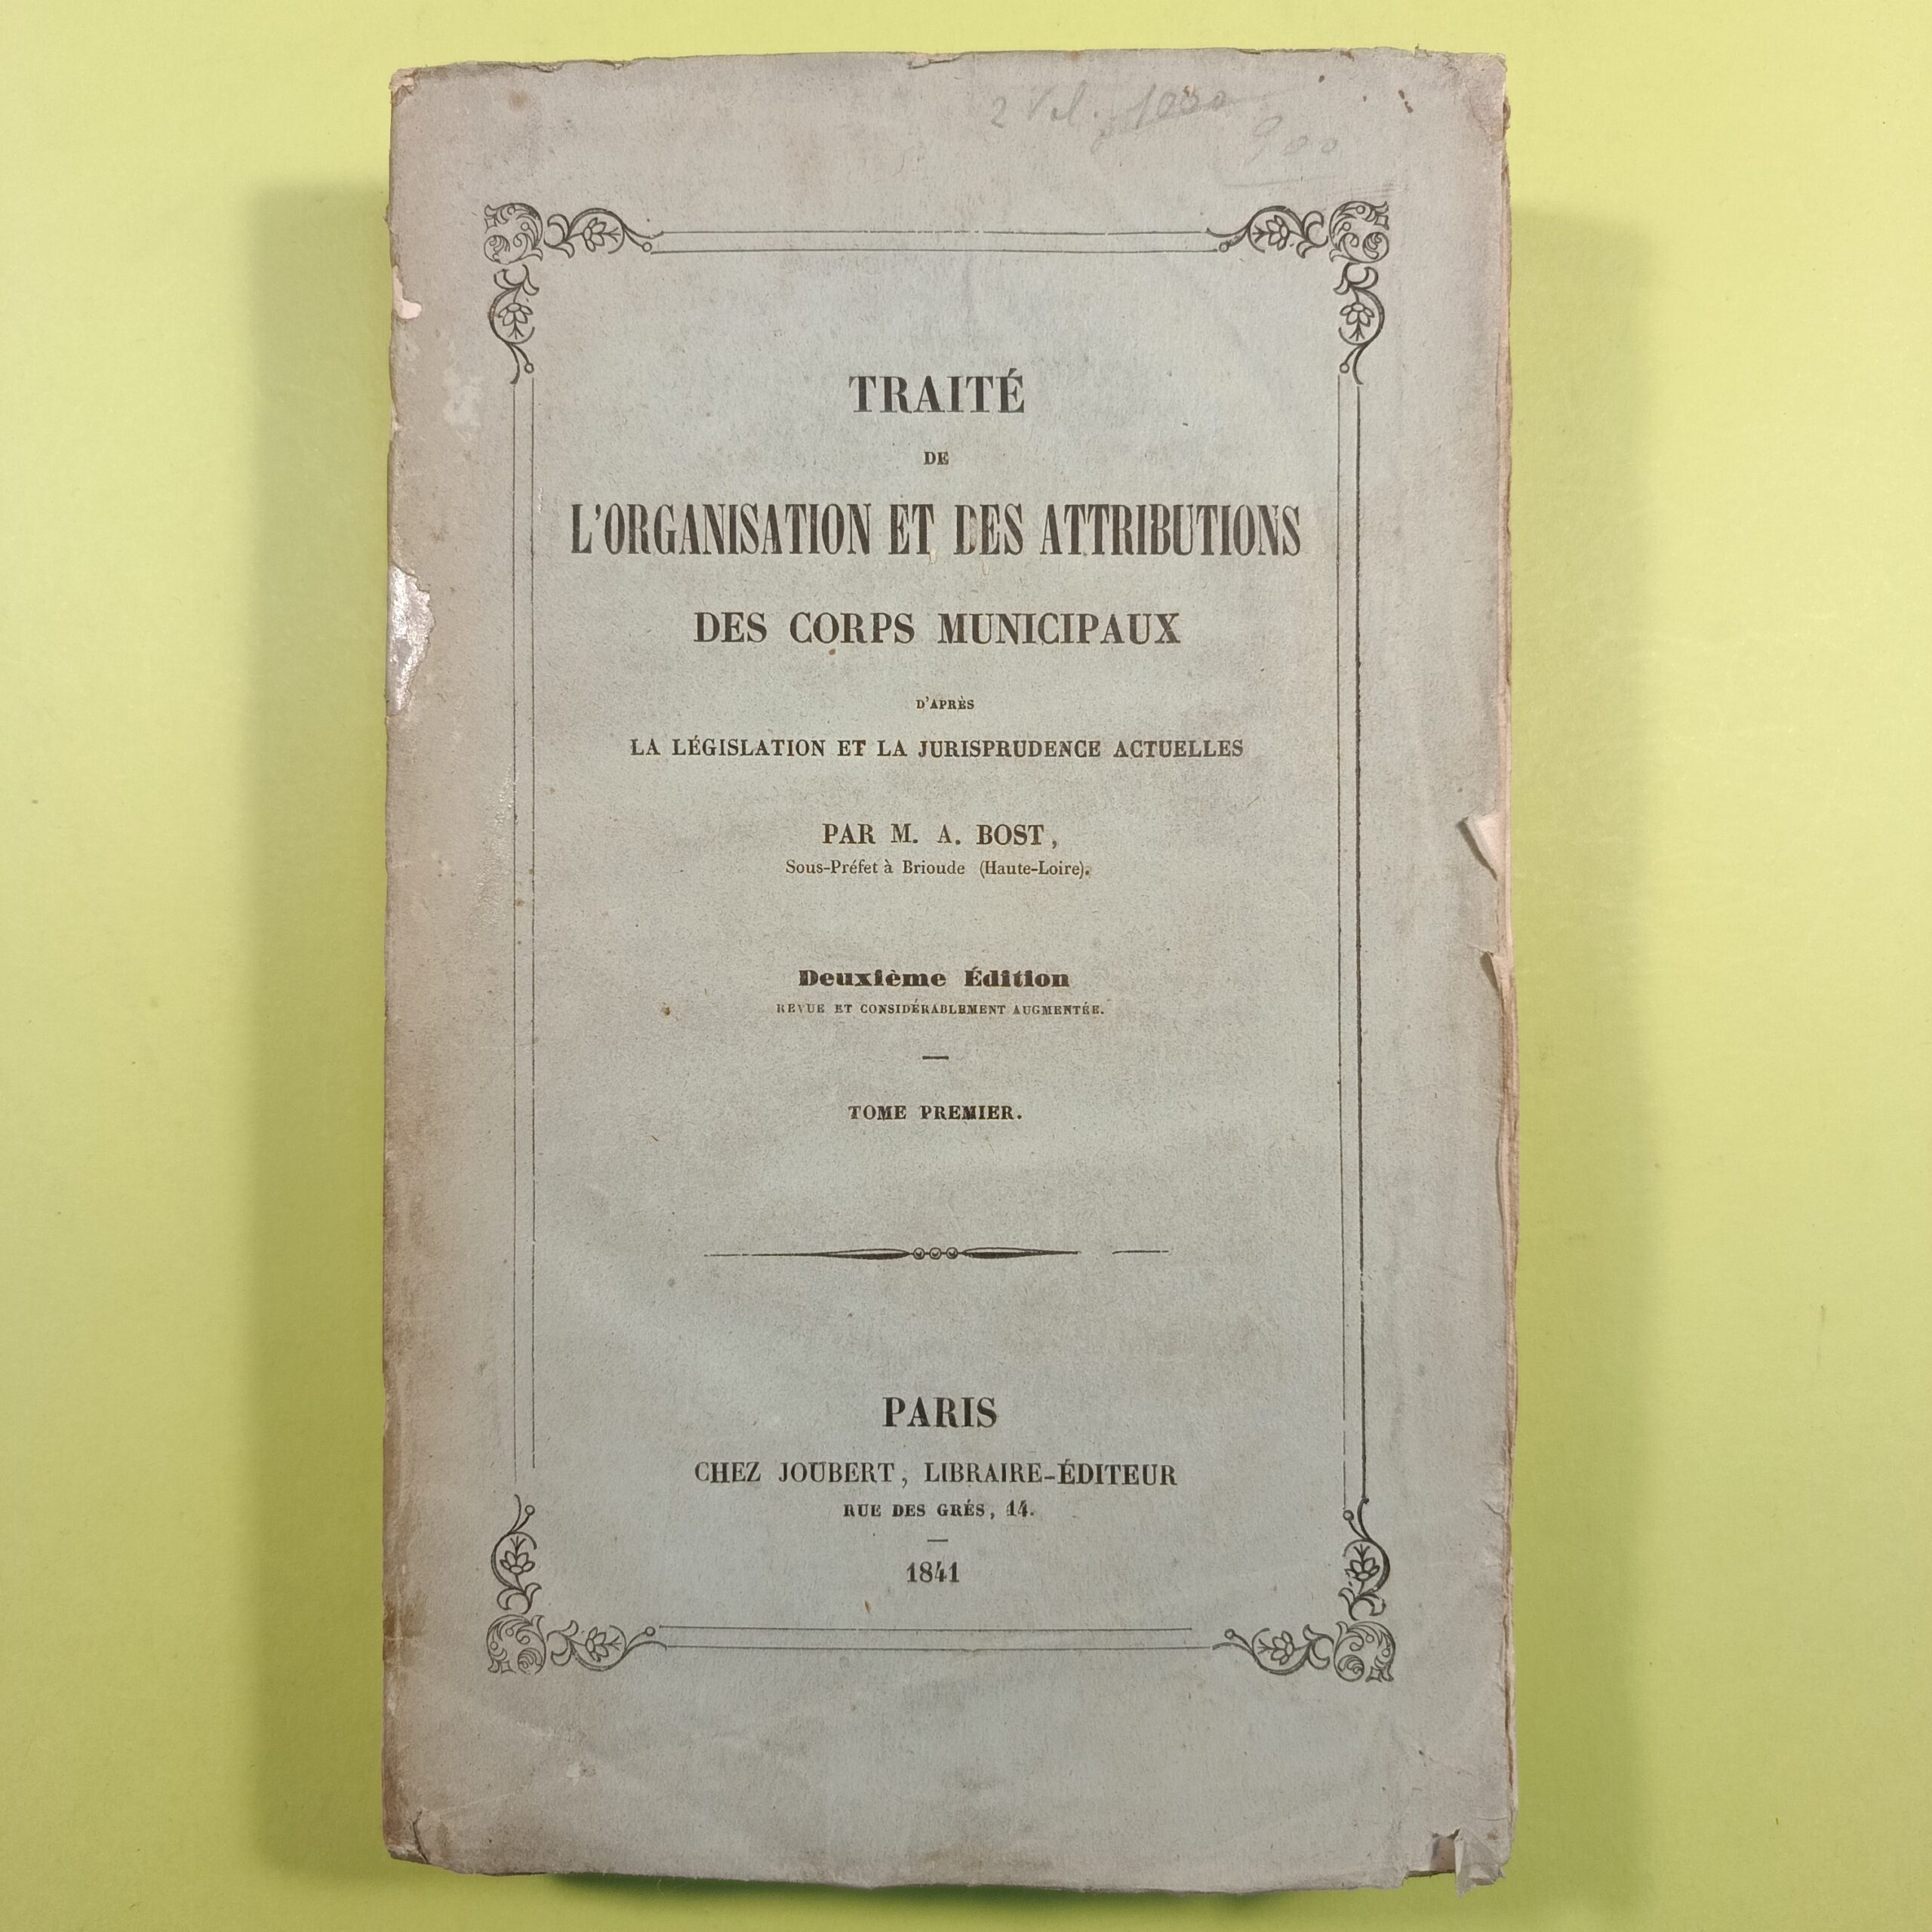 2 Vol. 1000
900
TRAITÉ
DE
L'ORGANISATION ET DES ATTRIBUTIONS
DES CORPS MUNICIPAUX
D'APRÈS
LA LÉGISLATION ET LA JURISPRUDENCE ACTUELLES
PAR M. A. BOST,
Sous-Préfet à Brioude (Haute-Loire).
Deuxième Édition
REVUE ET CONSIDÉRABLEMENT AUGMENTÉE.
TOME PREMIER.
PARIS
CHEZ JOUBERT, LIBRAIRE-ÉDITEUR
RUE DES GRÉS, 14.
1841